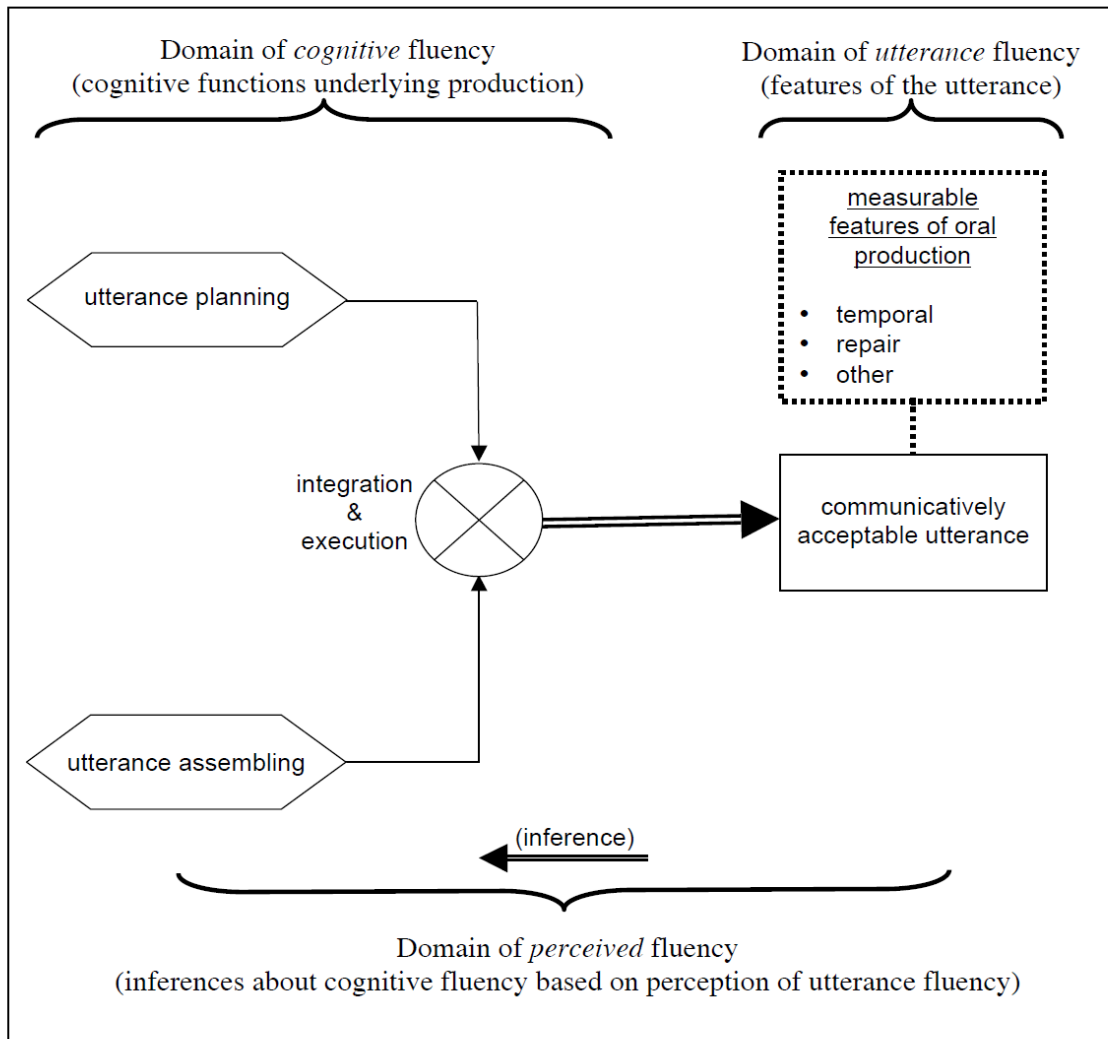 Domain of cognitive fluency
(cognitive functions underlying production)
Domain of utterance fluency
(features of the utterance)
measurable
features of oral
production
• temporal
• repair
• other
utterance planning
integration
&
execution
communicatively
acceptable utterance
utterance assembling
(inference)
Domain of perceived fluency
(inferences about cognitive fluency based on perception of utterance fluency)